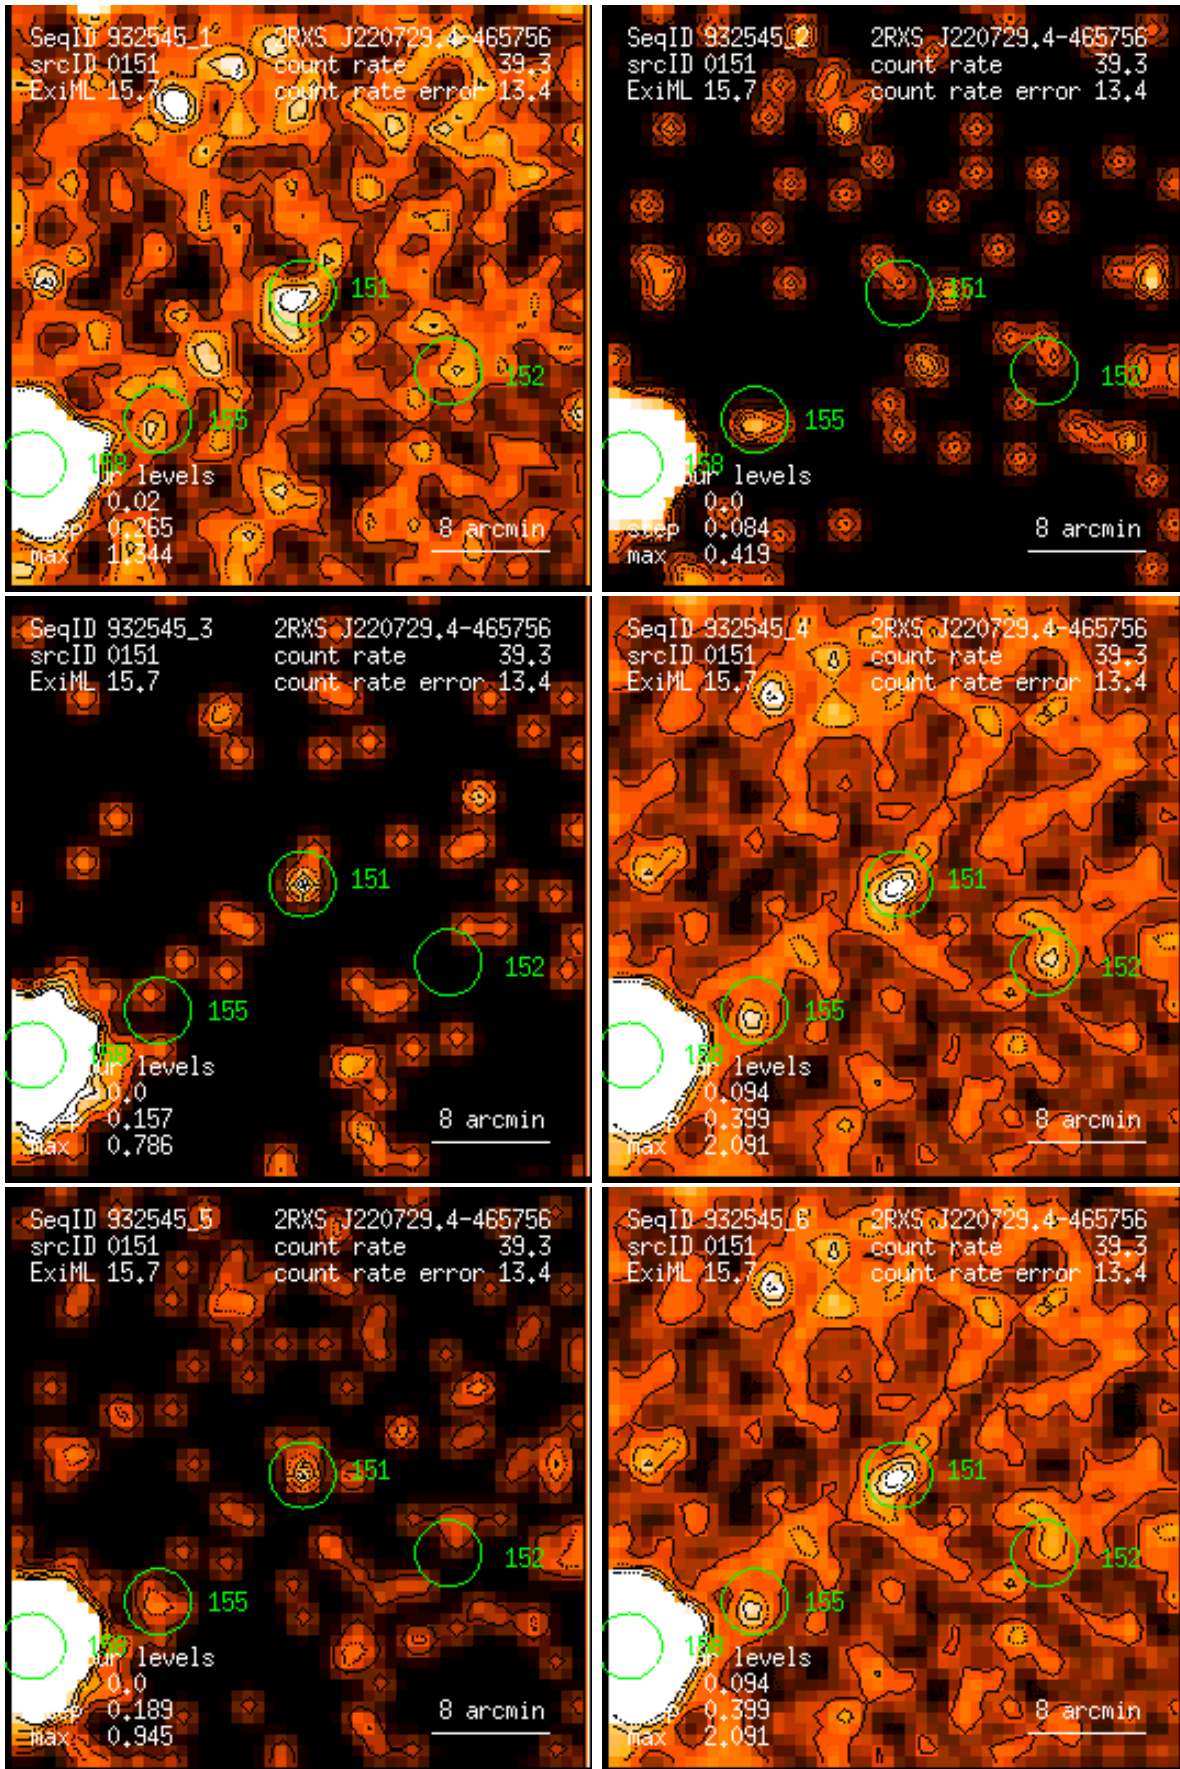 SeqID 932545_1 2RXS J220729.4-465756
srcID 0151 count rate 39.3
ExiML 15.7 count rate error 13.4
151
152
155
158
ur levels
0.02
0.265
8 arcmin
max 1.344
SeqID 932545_2 2RXS J220729.4-465756
srcID 0151 count rate 39.3
ExiML 15.7 count rate error 13.4
151
152
155
158
ur levels
0.0
step 0.084
8 arcmin
max 0.419
SeqID 932545_3 2RXS J220729.4-465756
srcID 0151 count rate 39.3
ExiML 15.7 count rate error 13.4
151
152
155
158
ur levels
0.0
0.157
8 arcmin
max 0.786
SeqID 932545_4 2RXS J220729.4-465756
srcID 0151 count rate 39.3
ExiML 15.7 count rate error 13.4
151
152
155
158
ur levels
0.094
0.399
8 arcmin
max 2.091
SeqID 932545_5 2RXS J220729.4-465756
srcID 0151 count rate 39.3
ExiML 15.7 count rate error 13.4
151
152
155
158
ur levels
0.0
0.189
8 arcmin
max 0.945
SeqID 932545_6 2RXS J220729.4-465756
srcID 0151 count rate 39.3
ExiML 15.7 count rate error 13.4
151
152
155
158
ur levels
0.094
0.399
8 arcmin
max 2.091